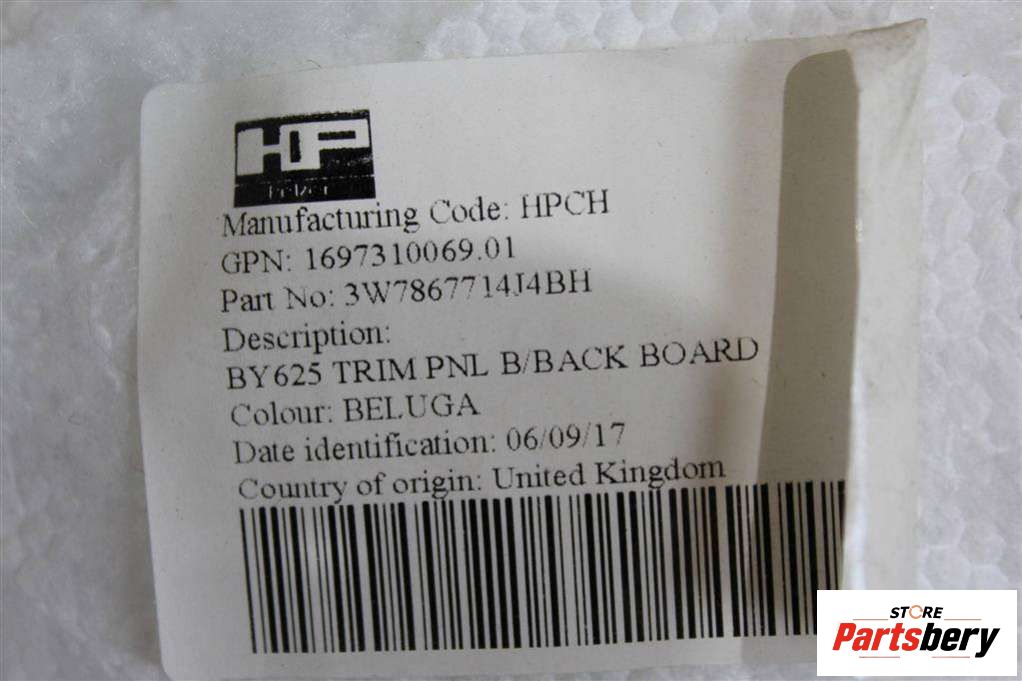 HP
Pelzer
Manufacturing Code: HPCH
GPN: 1697310069.01
Part No: 3W7867714J4BH
Description:
BY625 TRIM PNL B/BACK BOARD
Colour: BELUGA
Date identification: 06/09/17
Country of origin: United Kingdom
STORE
Partsbery